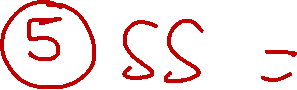 ⑤ SS =